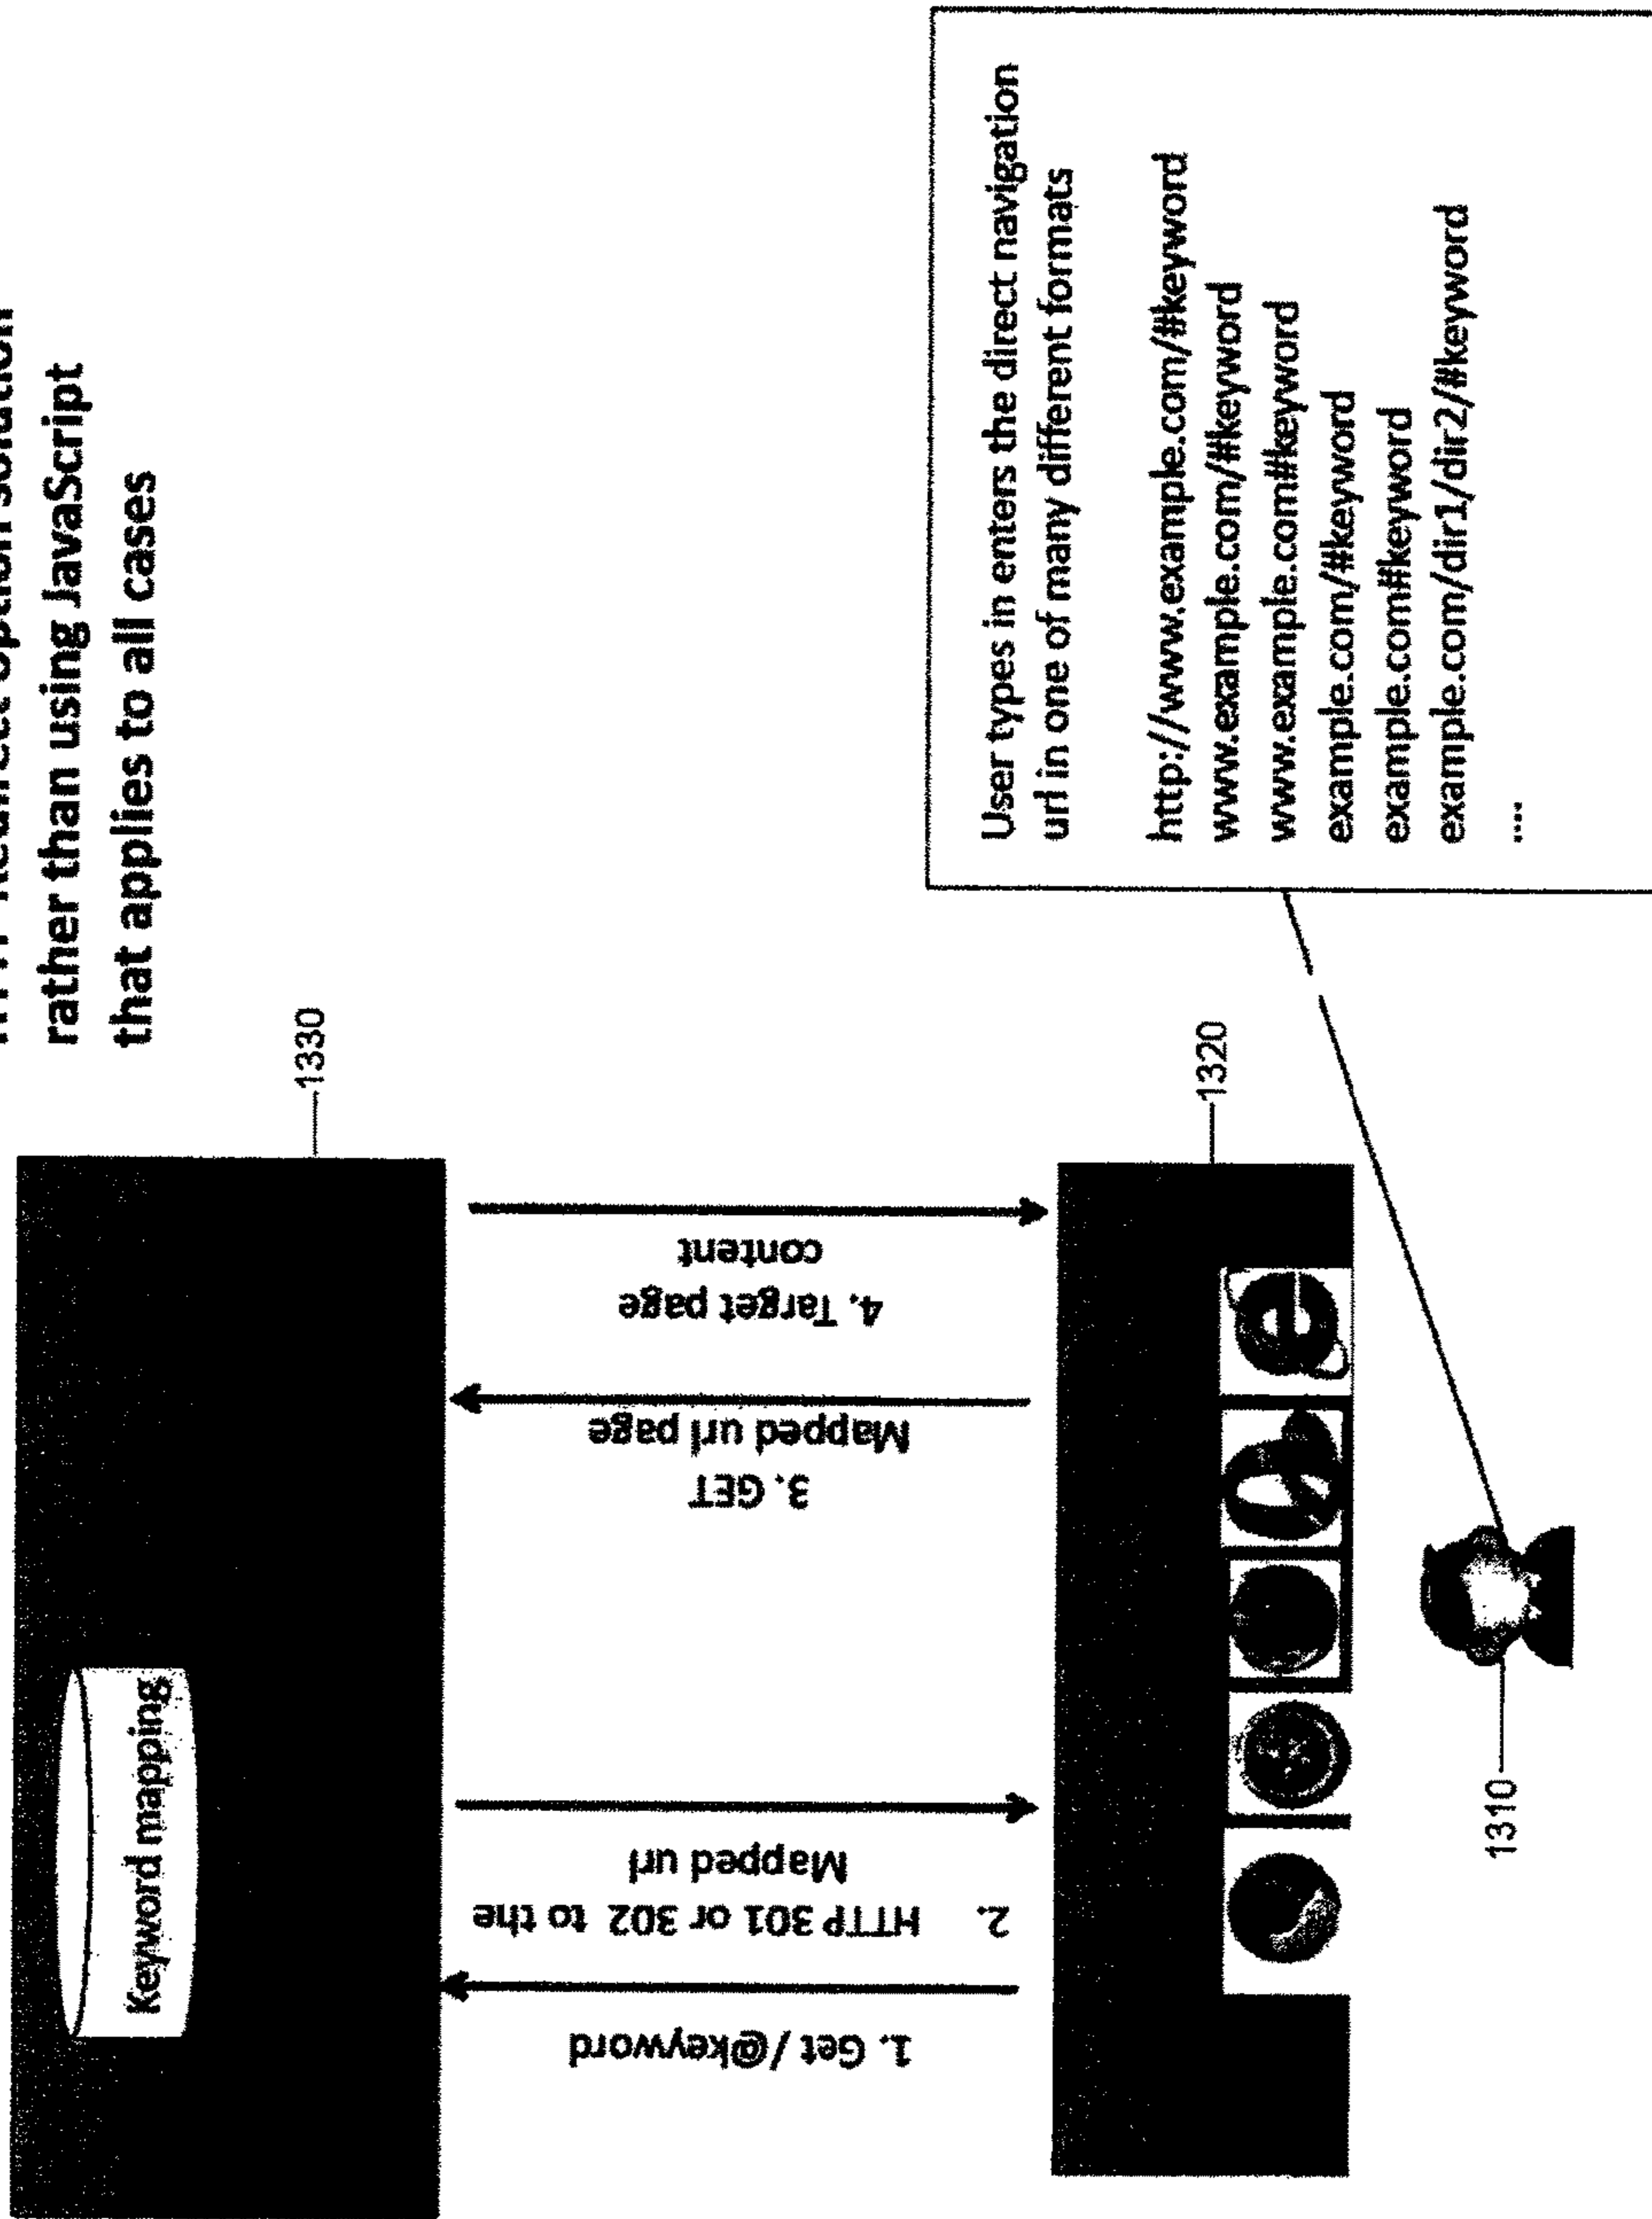 HTTP Redirect option solution
rather than using JavaScript
that applies to all cases
Keyword mapping
1330
1. Get /@keyword
2. HTTP 301 or 302 to the
Mapped url
3. GET
Mapped url page
4. Target page
content
1320
1310
User types in enters the direct navigation
url in one of many different formats
http://www.example.com/#keyword
www.example.com/#keyword
www.example.com#keyword
example.com/#keyword
example.com#keyword
example.com/dir1/dir2/#keyword
....